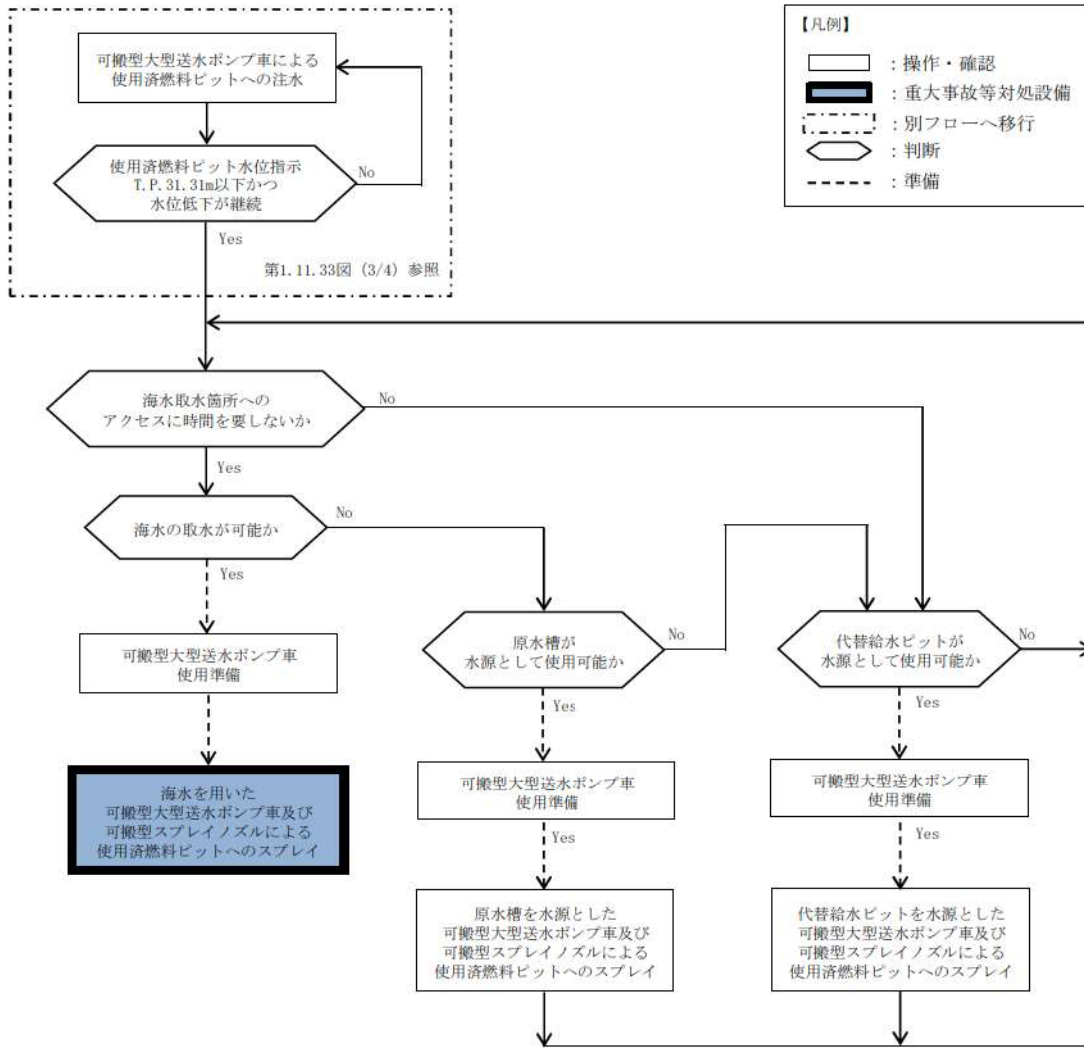 可搬型大型送水ポンプ車による
使用済燃料ピットへの注水
使用済燃料ピット水位指示
T.P.31.31m以下かつ
水位低下が継続
No
Yes
第1.11.33図 (3/4) 参照
【凡例】
：操作・確認
：重大事故等対処設備
：別フローへ移行
：判断
：準備
海水取水箇所への
アクセスに時間を要しないか
No
Yes
海水の取水が可能か
No
Yes
可搬型大型送水ポンプ車
使用準備
海水を用いた
可搬型大型送水ポンプ車及び
可搬型スプレイノズルによる
使用済燃料ピットへのスプレイ
原水槽が
水源として使用可能か
No
Yes
可搬型大型送水ポンプ車
使用準備
Yes
原水槽を水源とした
可搬型大型送水ポンプ車及び
可搬型スプレイノズルによる
使用済燃料ピットへのスプレイ
代替給水ピットが
水源として使用可能か
No
Yes
可搬型大型送水ポンプ車
使用準備
Yes
代替給水ピットを水源とした
可搬型大型送水ポンプ車及び
可搬型スプレイノズルによる
使用済燃料ピットへのスプレイ